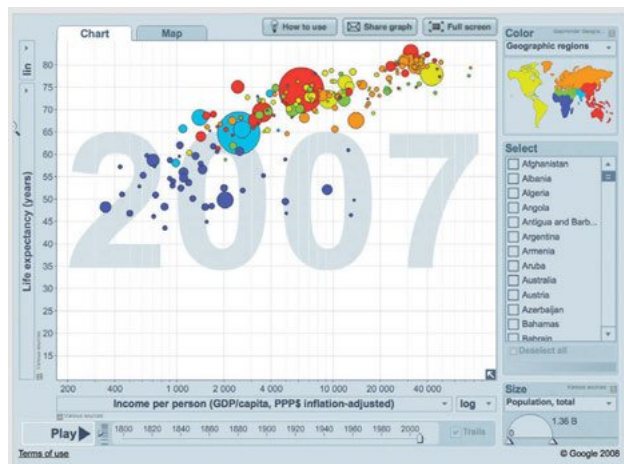 Chart
Map
How to use
Share graph
Full screen
Color
Geographic regions
lin
Life expectancy (years)
2007
80
75
70
65
60
55
50
45
40
35
30
25
20
15
200
400
1 000
2 000
4 000
10 000
20 000
40 000
Income per person (GDP/capita, PPP$ inflation-adjusted)
log
Various sources
Play
1800
1820
1840
1860
1880
1900
1920
1940
1960
1980
2000
Trails
Select
Afghanistan
Albania
Algeria
Angola
Antigua and Barb...
Argentina
Armenia
Aruba
Australia
Austria
Azerbaijan
Bahamas
Bahrain
Deselect all
Size
Various sources
Population, total
0
1.36 B
Terms of use
© Google 2008